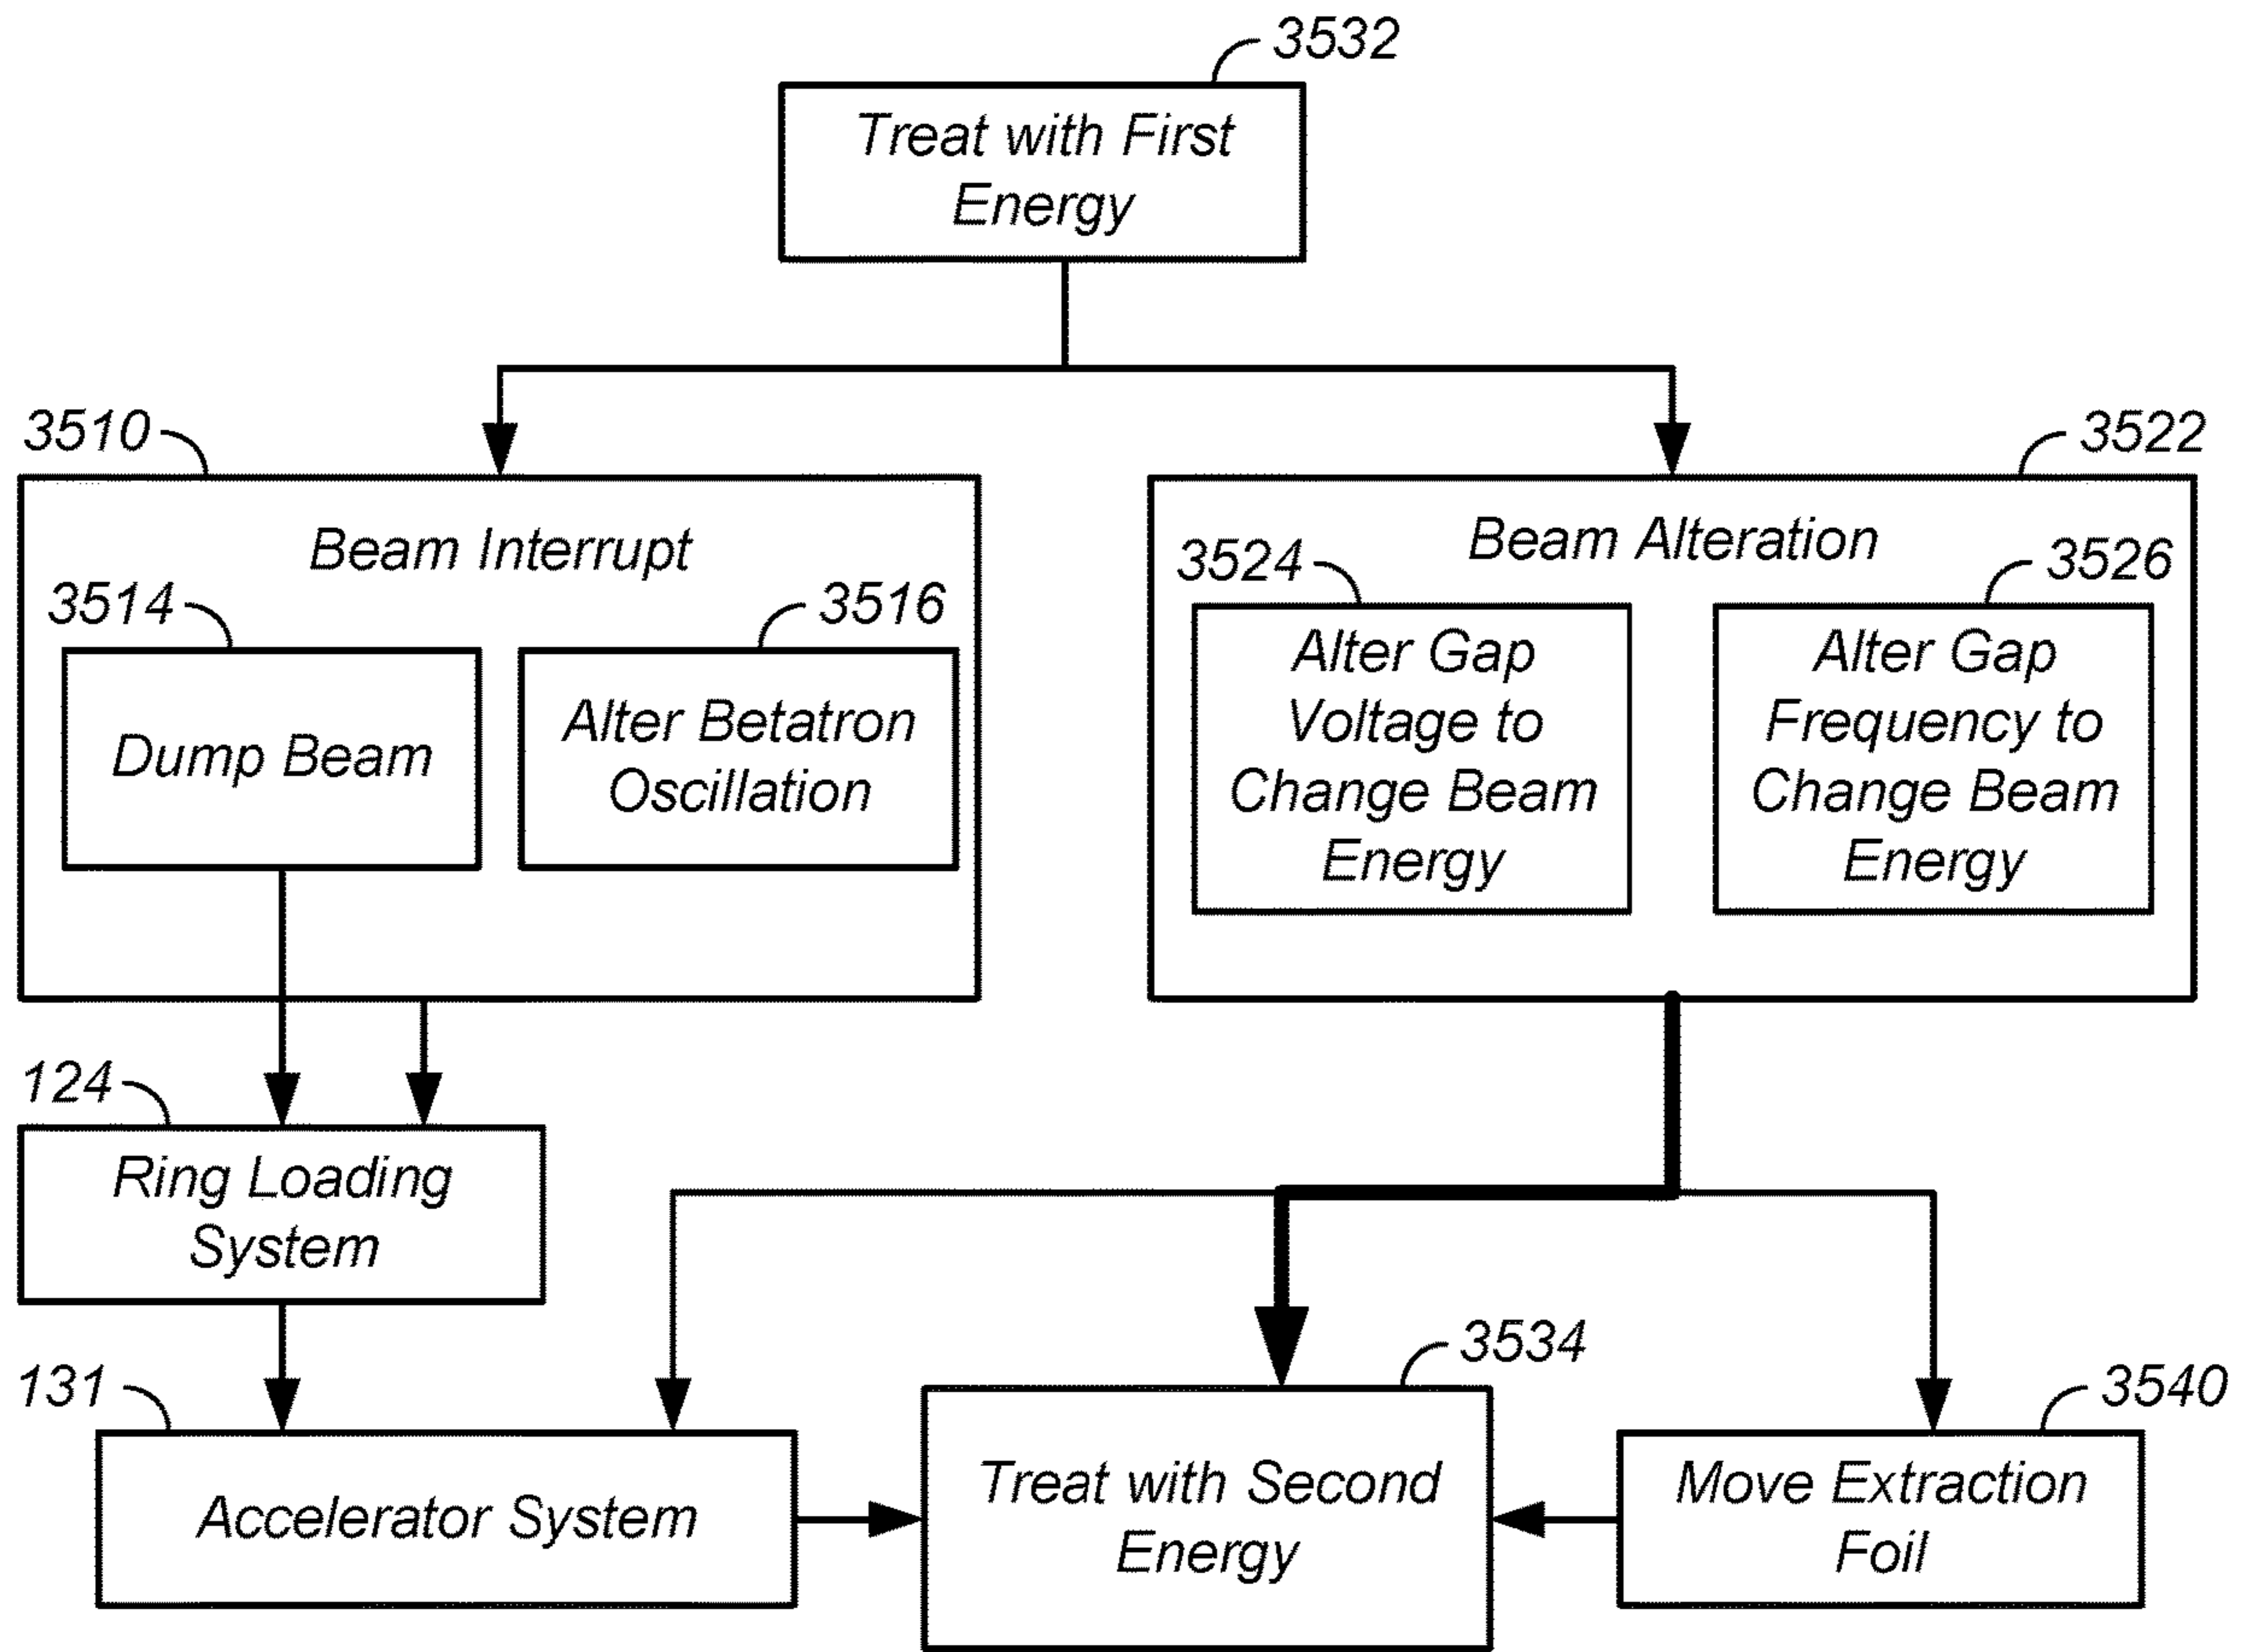 3532
Treat with First
Energy
3510
3522
Beam Interrupt
Beam Alteration
3514
3516
3524
3526
Dump Beam
Alter Betatron
Oscillation
Alter Gap
Voltage to
Change Beam
Energy
Alter Gap
Frequency to
Change Beam
Energy
124
Ring Loading
System
131
3534
3540
Accelerator System
Treat with Second
Energy
Move Extraction
Foil